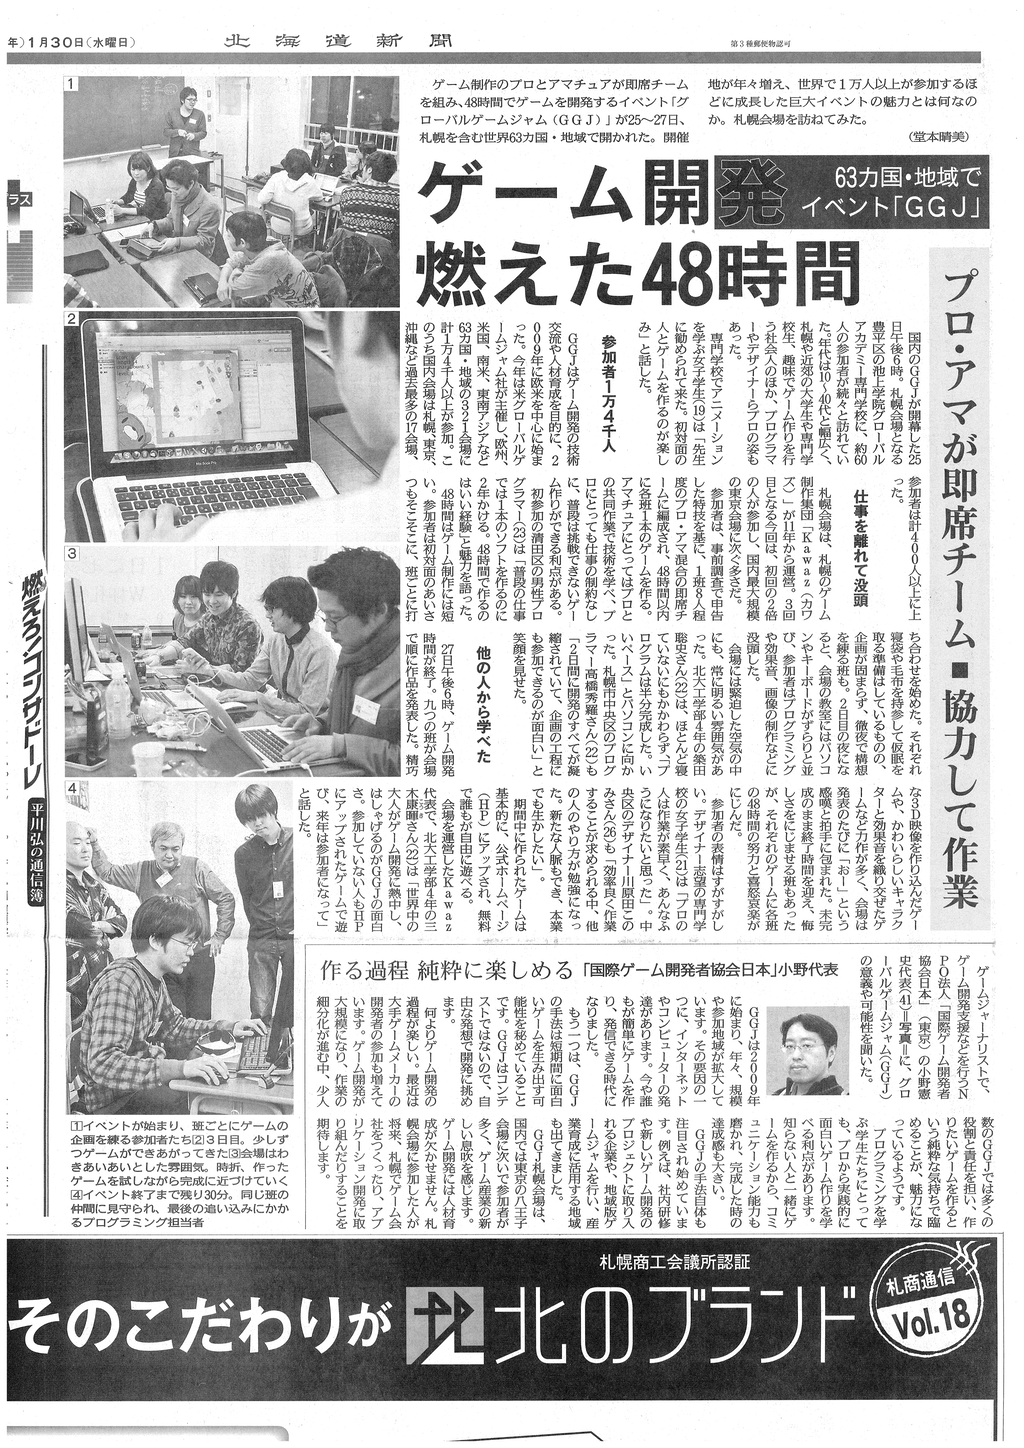 年)1月30日(水曜日)
北海道新聞
第3種郵便物認可
ゲーム制作のプロとアマチュアが即席チーム
を組み、48時間でゲームを開発するイベント「グ
ローバルゲームジャム(GGJ)」が25〜27日、
札幌を含む世界63カ国・地域で開かれた。開催
地が年々増え、世界で1万人以上が参加するほ
どに成長した巨大イベントの魅力とは何なの
か。札幌会場を訪ねてみた。
(堂本晴美)
ゲーム開発
燃えた48時間
63カ国・地域で
イベント「GGJ」
プロ・アマが即席チーム■協力して作業
国内のGGJが開幕した25
日午後6時。札幌会場となる
豊平区の池上学院グローバル
アカデミー専門学校に、約60
人の参加者が続々と訪れてい
た。年代は10〜40代と幅広く、
札幌や近郊の大学生や専門学
校生、趣味でゲーム作りを行
う社会人のほか、プログラマ
ーやデザイナーらプロの姿も
あった。
専門学校でアニメーション
を学ぶ女子学生(19)は「先生
に勧められて来た。初対面の
人とゲームを作るのが楽し
み」と話した。
参加者1万4千人
GGJはゲーム開発の技術
交流や人材育成を目的に、2
009年に欧米を中心に始ま
った。今年は米グローバルゲ
ームジャム社が主催し、欧州、
米国、南米、東南アジアなど
63カ国・地域の321会場に
計1万4千人以上が参加。こ
のうち国内会場は札幌、東京、
沖縄など過去最多の17会場、
参加者は計400人以上に上
った。
仕事を離れて没頭
札幌会場は、札幌のゲーム
制作集団「Kawaz(カワ
ズ)」が11年から運営。3回
目となる今回は、初回の2倍
の人が参加し、国内最大規模
の東京会場に次ぐ多さだ。
参加者は、事前調査で申告
した特技を基に、1班8人程
度のプロ・アマ混合の即席チ
ームに編成され、48時間以内
に各班1本のゲームを作る。
アマチュアにとってはプロと
の共同作業で技術を学べ、プ
ロにとっても仕事の制約なし
に、普段は挑戦できないゲー
ム作りができる利点がある。
初参加の清田区の男性プロ
グラマー(33)は「普段の仕事
では1本のソフトを作るのに
2年かける。48時間で作るの
はいい経験」と魅力を語った。
48時間はゲーム制作には短
い。参加者は初対面のあいさ
つもそこそこに、班ごとに打
ち合わせを始めた。それぞれ
寝袋や毛布を持参して仮眠を
取る準備はしているものの、
企画が固まらず、徹夜で構想
を練る班も。2日目の夜にな
ると、会場の教室にはパソコ
ンやキーボードがずらりと並
び、参加者はプログラミング
や効果音、画像の制作などに
没頭した。
会場には緊迫した空気の中
にも、常に明るい雰囲気があ
った。北大工学部4年の築田
聡史さん(22)は、ほとんど寝
ていないにもかかわらず、「プ
ログラムは半分完成した。い
いペース」とパソコンに向か
った。札幌市中央区のプログ
ラマー高橋秀羅さん(22)も
「2日間に開発のすべてが凝
縮されていて、企画の工程に
も参加できるのが面白い」と
笑顔を見せた。
他の人から学べた
27日午後6時、ゲーム開発
時間が終了。九つの班が会場
で順に作品を発表した。精巧
な3D映像を作り込んだゲー
ムや、かわいらしいキャラク
ターと効果音を織り交ぜたゲ
ームなど力作が多く、会場は
発表のたびに「おー」という
感嘆と拍手に包まれた。未完
成のまま終了時間を迎え、悔
しさをにじませる班もあった
が、それぞれのゲームに各班
の48時間の努力と喜怒哀楽が
にじんだ。
参加者の表情はすがすがし
い。デザイナー志望の専門学
校の女子学生(21)は「プロの
人は作業が素早く、あんなふ
うになりたいと思った」。中
央区のデザイナー川原田この
みさん(26)も「効率良く作業
することが求められる中、他
の人のやり方が勉強になっ
た。新たな人脈もでき、本業
でも生かしたい」。
期間中に作られたゲームは
基本的に、公式ホームページ
(HP)にアップされ、無料
で誰もが自由に遊べる。
会場を運営したKawaz
代表で、北大工学部4年の三
木康暉さん(22)は「世界中の
大人がゲーム開発に熱中し、
はしゃげるのがGGJの面白
さ。参加していない人もHP
にアップされたゲームで遊
び、来年は参加者になって」
と話した。
1
2
3
4
①イベントが始まり、班ごとにゲームの
企画を練る参加者たち②3日目。少しず
つゲームができあがってきた③会場はわ
きあいあいとした雰囲気。時折、作った
ゲームを試しながら完成に近づけていく
④イベント終了まで残り30分。同じ班の
仲間に見守られ、最後の追い込みにかか
るプログラミング担当者
作る過程 純粋に楽しめる 「国際ゲーム開発者協会日本」小野代表
ゲームジャーナリストで、
ゲーム開発支援などを行うN
PO法人「国際ゲーム開発者
協会日本」(東京)の小野憲
史代表(41)=写真=に、グロ
ーバルゲームジャム(GGJ)
の意義や可能性を聞いた。
GGJは2009年
に始まり、年々、規模
や参加地域が拡大して
います。その要因の一
つに、インターネット
やコンピューターの発
達があります。今や誰
もが簡単にゲームを作
り、発信できる時代に
なりました。
もう一つは、GGJ
の手法は短期間に面白
いゲームを生み出す可
能性を秘めていること
です。GGJはコンテ
ストではないので、自
由な発想で開発に挑め
ます。
何よりゲーム開発の
過程が楽しい。最近は
大手ゲームメーカーの
開発者の参加も増えて
います。ゲーム開発が
大規模になり、作業の
細分化が進む中、少人
数のGGJでは多くの
役割と責任を担い、作
りたいゲームを作ると
いう純粋な気持ちで臨
めることが、魅力にな
っているようです。
プログラミングを学
ぶ学生たちにとって
も、プロから実践的に
面白いゲーム作りを学
べる利点があります。
知らない人と一緒にゲ
ームを作るから、コミ
ュニケーション能力も
磨かれ、完成した時の
達成感も大きい。
GGJの手法自体も
注目され始めていま
す。例えば、社内研修
や新しいゲーム開発の
プロジェクトに取り入
れる企業や、地域版ゲ
ームジャムを行い、産
業育成に活用する地域
も出てきました。
GGJ札幌会場は、
国内では東京の八王子
会場に次いで参加者が
多く、ゲーム産業の新
しい息吹を感じます。
ゲーム開発には人材育
成が欠かせません。札
幌会場に参加した人が
将来、札幌でゲーム会
社をつくったり、アプ
リケーション開発に取
り組んだりすることを
期待します。
ラス
燃えろ!コンサドーレ
平川弘の通信簿
札幌商工会議所認証
そのこだわりが
北のブランド
札商通信
Vol.18